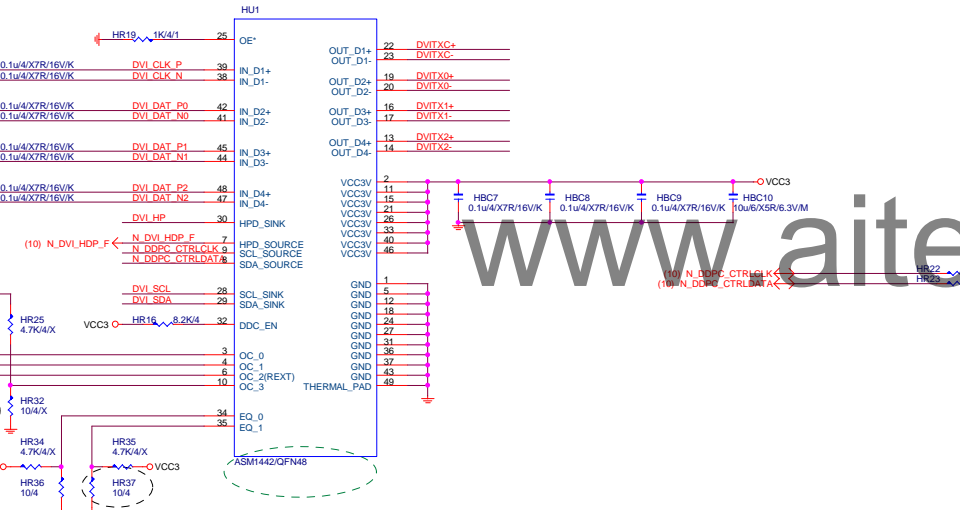 HU1
HR19 1K/4/1 25 OE*
OUT_D1+ 22 DVITXC+
OUT_D1- 23 DVITXC-
0.1u/4/X7R/16V/K DVI_CLK_P 39 IN_D1+
0.1u/4/X7R/16V/K DVI_CLK_N 38 IN_D1-
OUT_D2+ 19 DVITX0+
OUT_D2- 20 DVITX0-
0.1u/4/X7R/16V/K DVI_DAT_P0 42 IN_D2+
0.1u/4/X7R/16V/K DVI_DAT_N0 41 IN_D2-
OUT_D3+ 16 DVITX1+
OUT_D3- 17 DVITX1-
OUT_D4+ 13 DVITX2+
OUT_D4- 14 DVITX2-
0.1u/4/X7R/16V/K DVI_DAT_P1 45 IN_D3+
0.1u/4/X7R/16V/K DVI_DAT_N1 44 IN_D3-
0.1u/4/X7R/16V/K DVI_DAT_P2 48 IN_D4+
0.1u/4/X7R/16V/K DVI_DAT_N2 47 IN_D4-
VCC3V 2 VCC3
VCC3V 11
VCC3V 15
VCC3V 21
VCC3V 26
VCC3V 33
VCC3V 40
VCC3V 46
HBC7 HBC8 HBC9 HBC10
0.1u/4/X7R/16V/K 0.1u/4/X7R/16V/K 0.1u/4/X7R/16V/K 10u/6/X5R/6.3V/M
DVI_HP 30 HPD_SINK
(10) N_DVI_HDP_F N_DVI_HDP_F 7 HPD_SOURCE
N_DDPC_CTRLCLK 9 SCL_SOURCE
N_DDPC_CTRLDATA 8 SDA_SOURCE
www.aite
(10) N_DDPC_CTRLCLK HR22
(10) N_DDPC_CTRLDATA HR23
DVI_SCL 28 SCL_SINK
DVI_SDA 29 SDA_SINK
GND 1
GND 5
GND 12
GND 18
GND 24
GND 27
GND 31
GND 36
GND 37
GND 43
THERMAL_PAD 49
HR25
4.7K/4/X
VCC3 HR16 8.2K/4 32 DDC_EN
3 OC_0
4 OC_1
6 OC_2(REXT)
10 OC_3
HR32
10/4/X
34 EQ_0
35 EQ_1
HR34
4.7K/4/X
HR35
4.7K/4/X
VCC3
HR36
10/4
HR37
10/4
ASM1442/QFN48